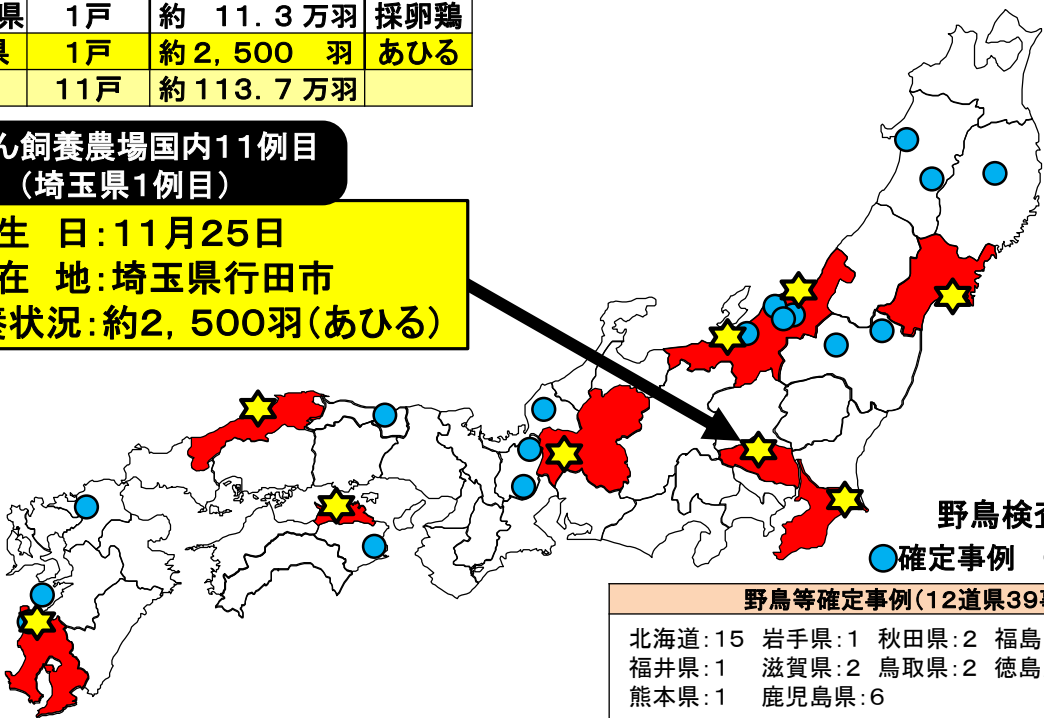 県 1戸 約 11.3万羽 採卵鶏
県 1戸 約2,500 羽 あひる
11戸 約113.7万羽
ん飼養農場国内11例目
(埼玉県1例目)
生 日:11月25日
在 地:埼玉県行田市
養状況:約2,500羽(あひる)
野鳥検査
確定事例
野鳥等確定事例(12道県39事
北海道:15 岩手県:1 秋田県:2 福島
福井県:1 滋賀県:2 鳥取県:2 徳島
熊本県:1 鹿児島県:6